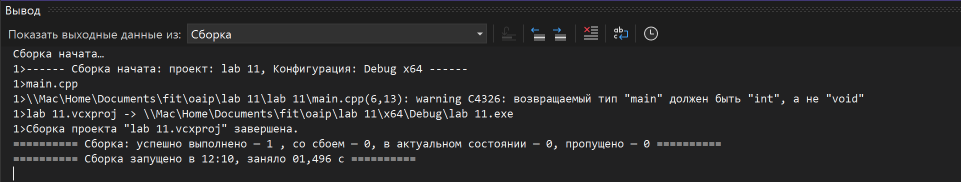 Вывод
Показать выходные данные из: Сборка
Сборка начата…
1>------ Сборка начата: проект: lab 11, Конфигурация: Debug x64 ------
1>main.cpp
1>\\Mac\Home\Documents\fit\oaip\lab 11\lab 11\main.cpp(6,13): warning C4326: возвращаемый тип "main" должен быть "int", а не "void"
1>lab 11.vcxproj -> \\Mac\Home\Documents\fit\oaip\lab 11\x64\Debug\lab 11.exe
1>Сборка проекта "lab 11.vcxproj" завершена.
========== Сборка: успешно выполнено — 1 , со сбоем — 0, в актуальном состоянии — 0, пропущено — 0 ==========
========== Сборка запущено в 12:10, заняло 01,496 с ==========